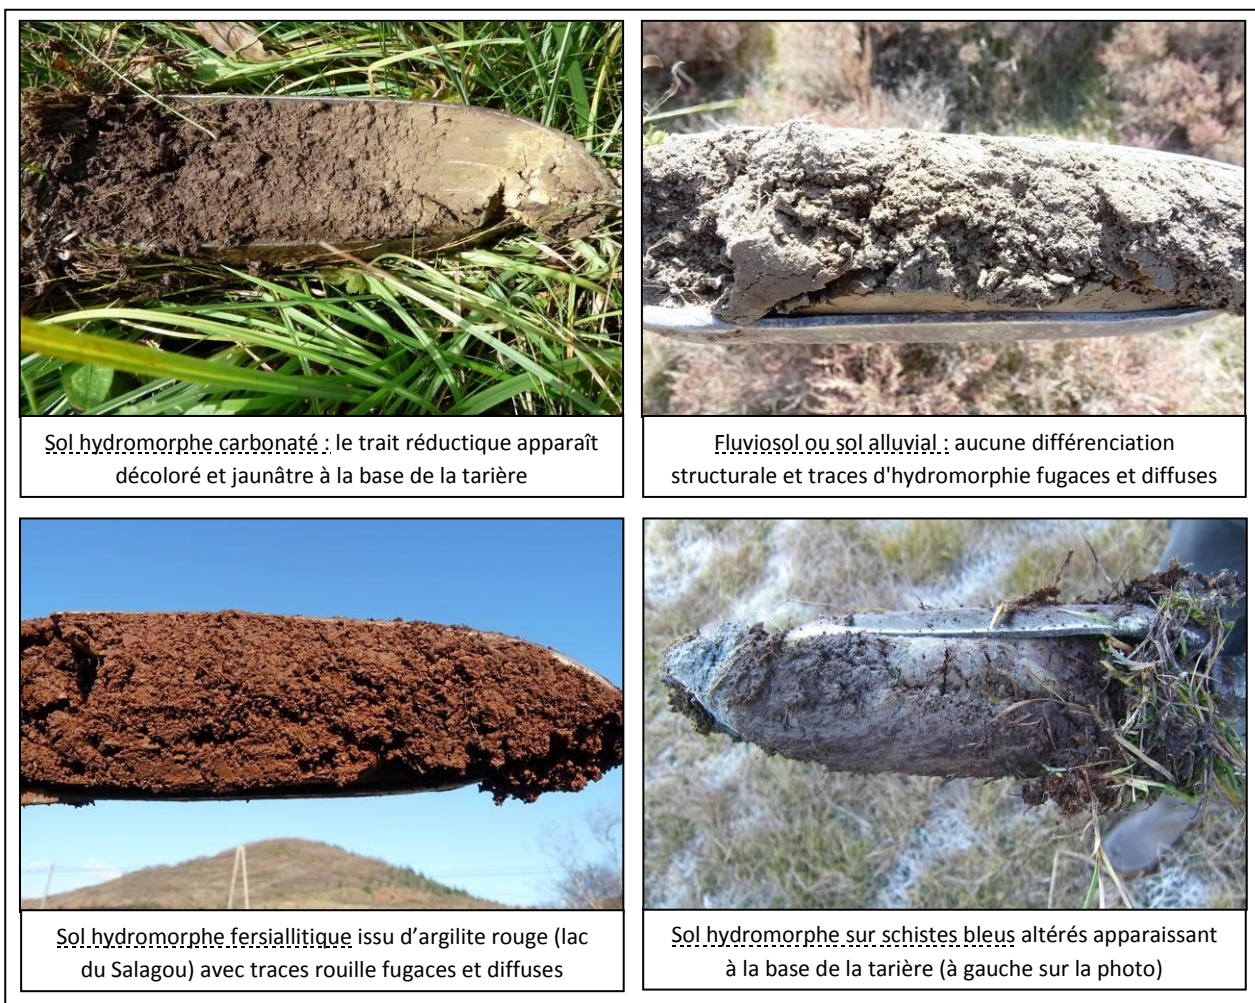 Sol hydromorphe carbonaté : le trait réductique apparaît
décoloré et jaunâtre à la base de la tarière
Fluviosol ou sol alluvial : aucune différenciation
structurale et traces d'hydromorphie fugaces et diffuses
Sol hydromorphe fersiallitique issu d’argilite rouge (lac
du Salagou) avec traces rouille fugaces et diffuses
Sol hydromorphe sur schistes bleus altérés apparaissant
à la base de la tarière (à gauche sur la photo)